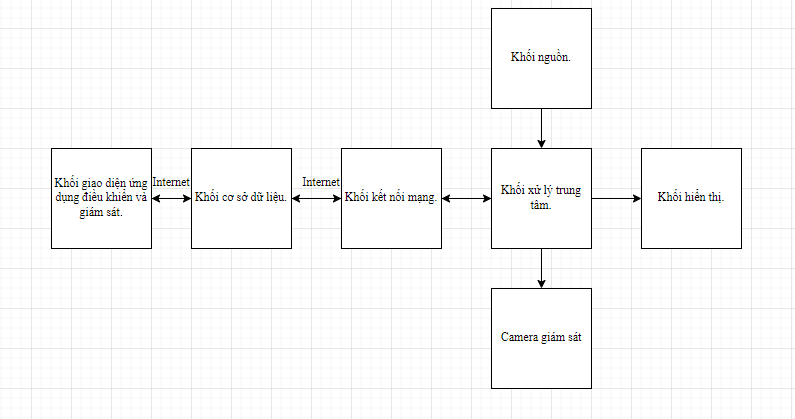 Khối nguồn.
Khối giao diện ứng
dụng điều khiển và
giám sát.
Internet
Khối cơ sở dữ liệu.
Internet
Khối kết nối mạng.
Khối xử lý trung
tâm.
Khối hiển thị.
Camera giám sát